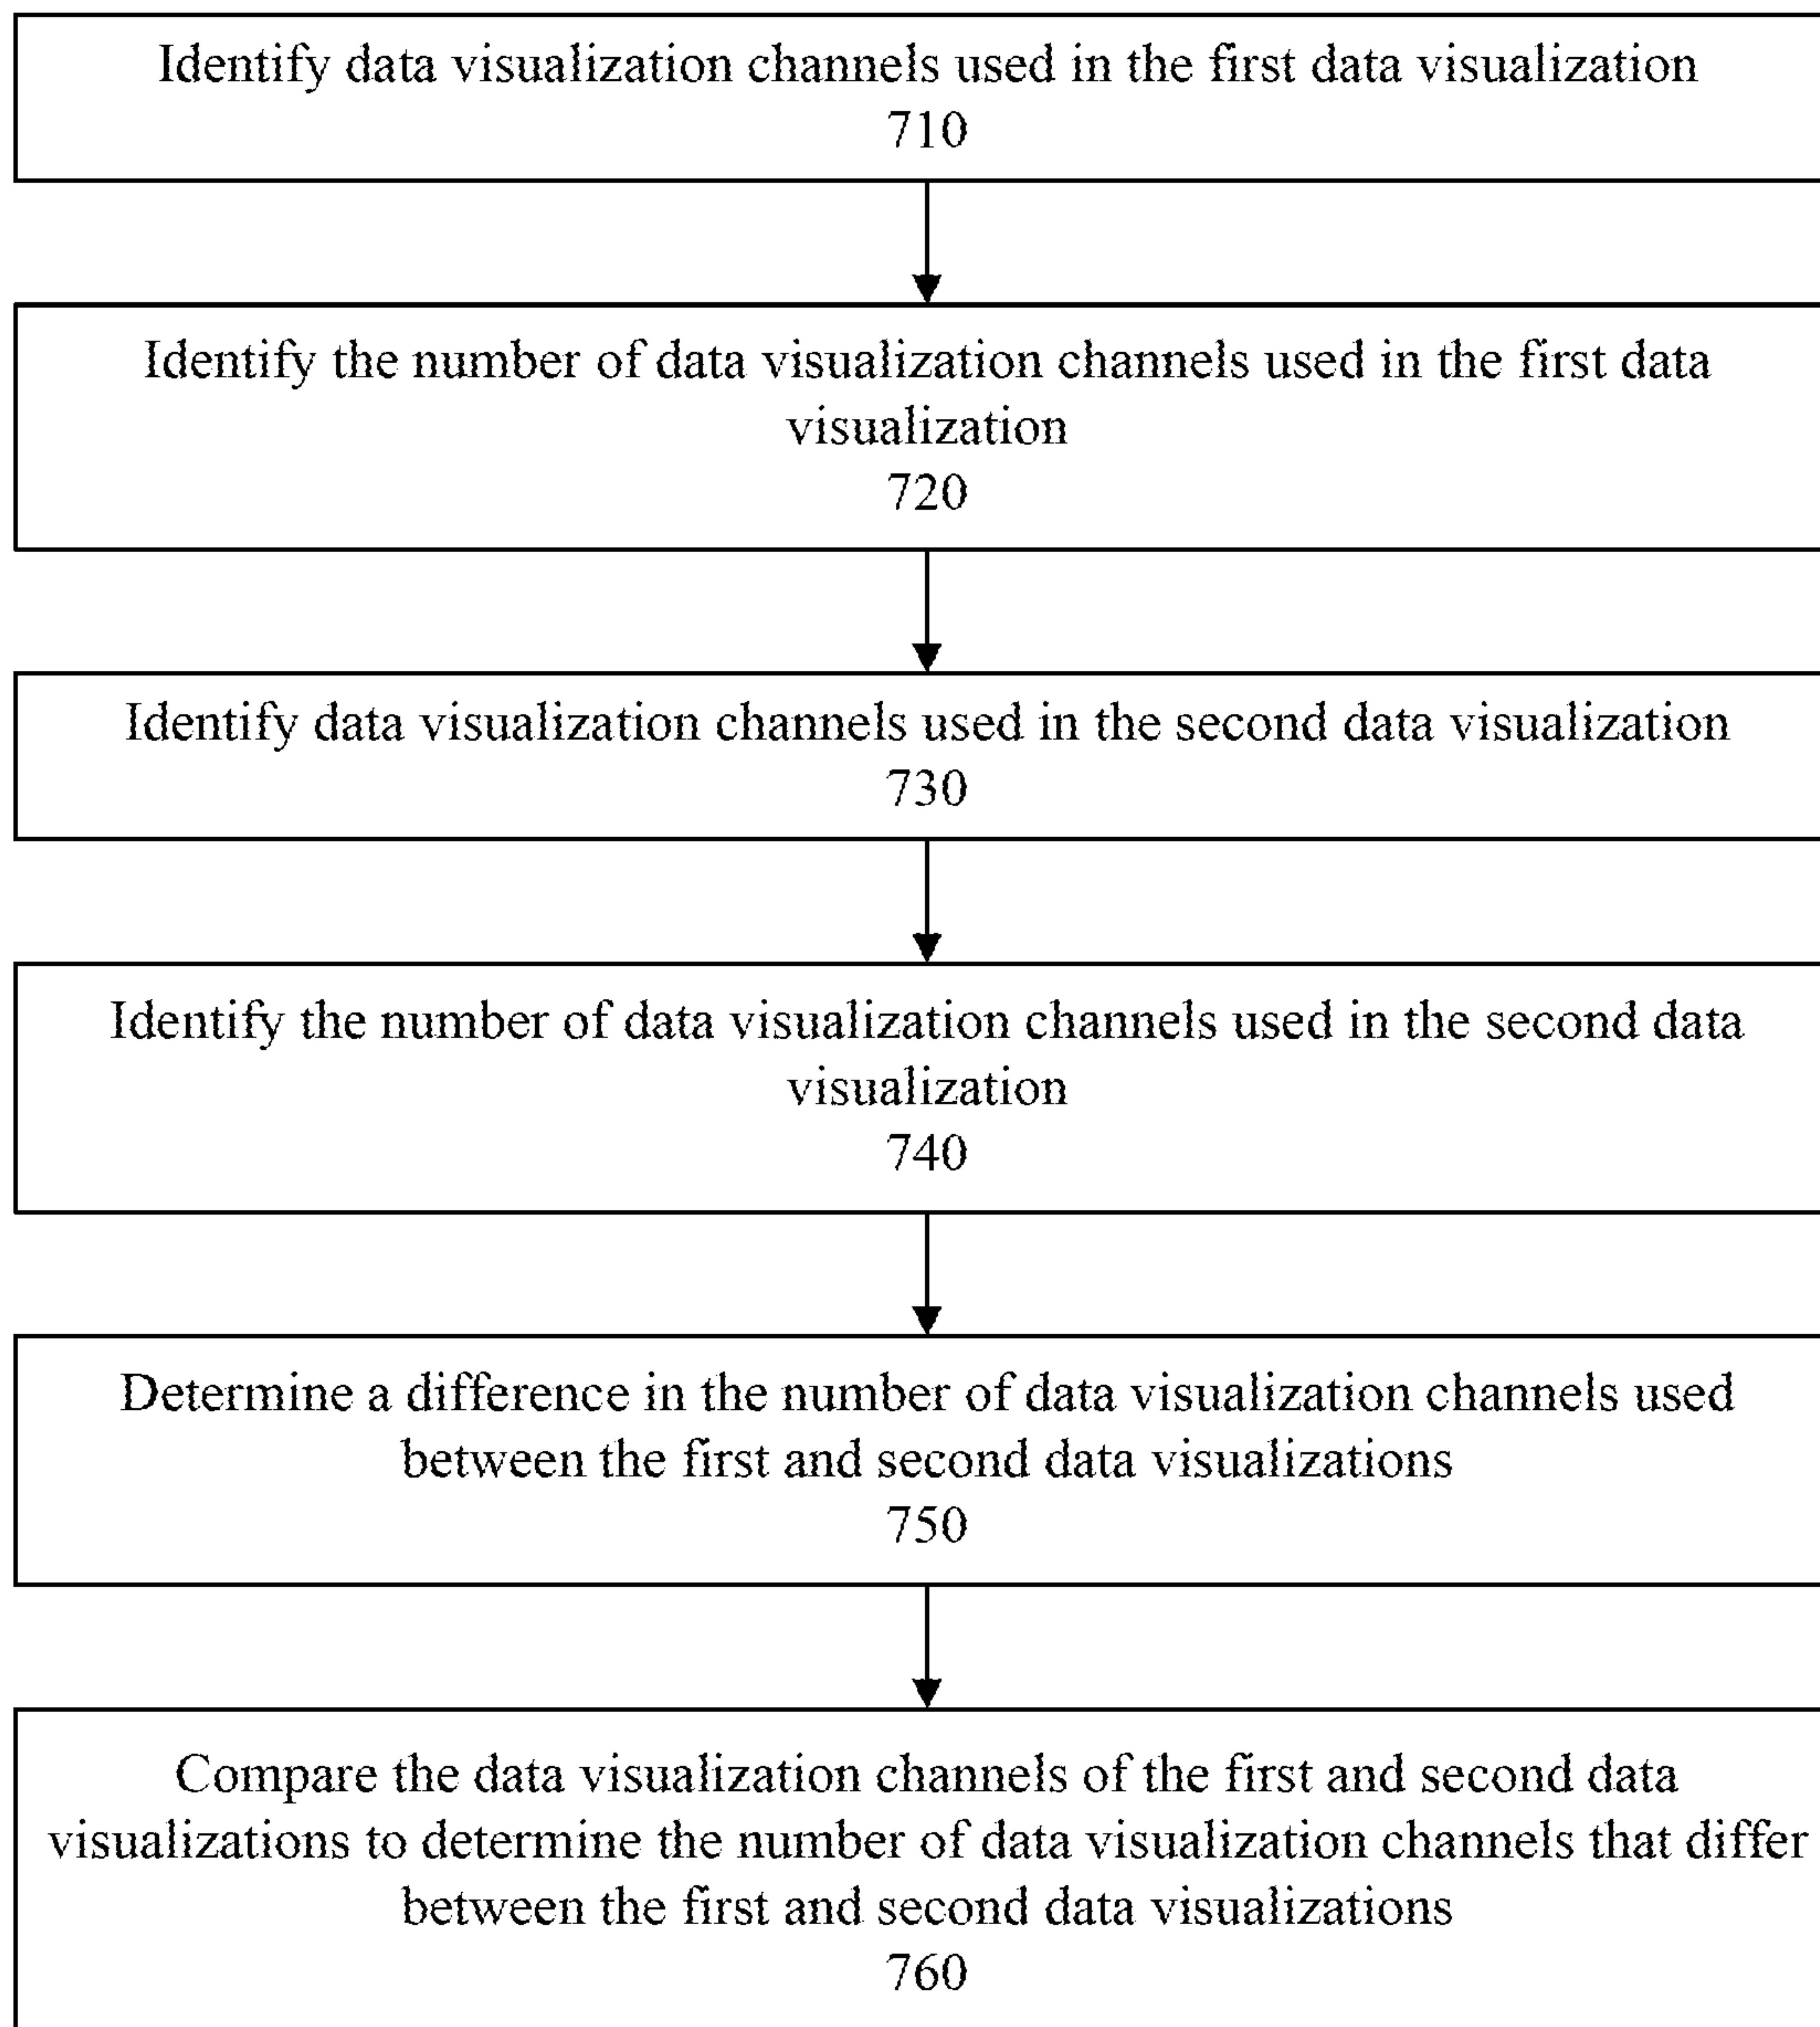 Identify data visualization channels used in the first data visualization
710
Identify the number of data visualization channels used in the first data
visualization
720
Identify data visualization channels used in the second data visualization
730
Identify the number of data visualization channels used in the second data
visualization
740
Determine a difference in the number of data visualization channels used
between the first and second data visualizations
750
Compare the data visualization channels of the first and second data
visualizations to determine the number of data visualization channels that differ
between the first and second data visualizations
760